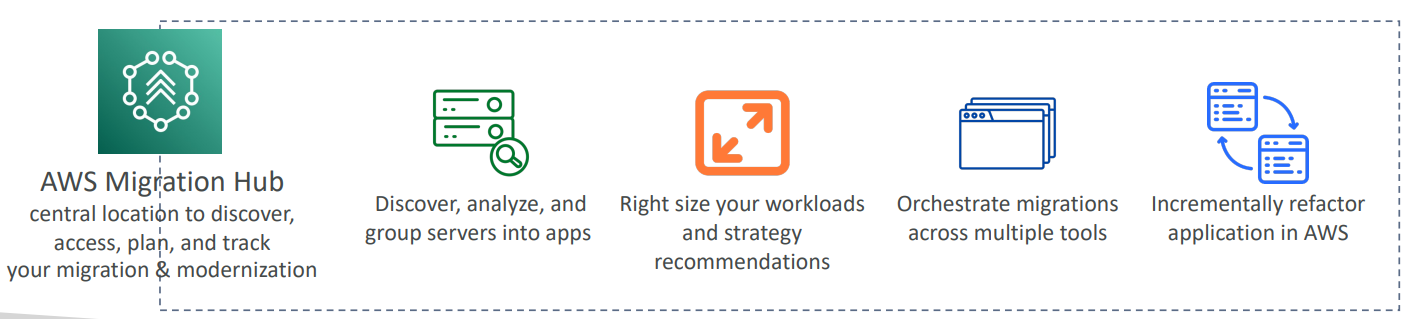 AWS Migration Hub
central location to discover,
access, plan, and track
your migration & modernization
Discover, analyze, and
group servers into apps
Right size your workloads
and strategy
recommendations
Orchestrate migrations
across multiple tools
Incrementally refactor
application in AWS